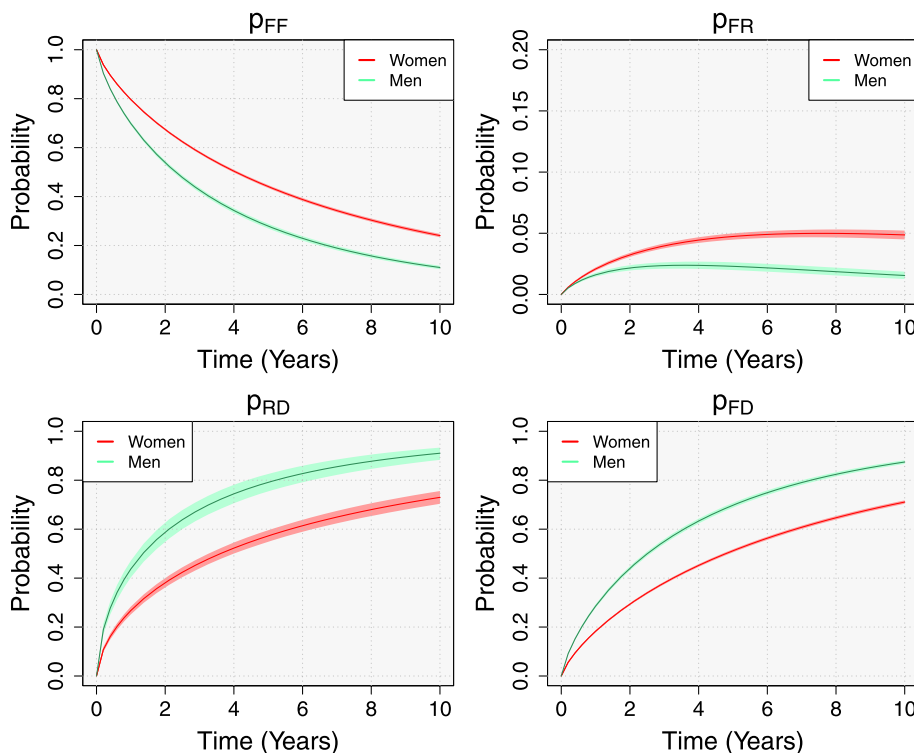 pFF
Women
Men
1.0
0.8
0.6
0.4
0.2
0.0
Probability
0 2 4 6 8 10
Time (Years)
pFR
Women
Men
0.20
0.15
0.10
0.05
0.00
Probability
0 2 4 6 8 10
Time (Years)
pRD
Women
Men
1.0
0.8
0.6
0.4
0.2
0.0
Probability
0 2 4 6 8 10
Time (Years)
pFD
Women
Men
1.0
0.8
0.6
0.4
0.2
0.0
Probability
0 2 4 6 8 10
Time (Years)